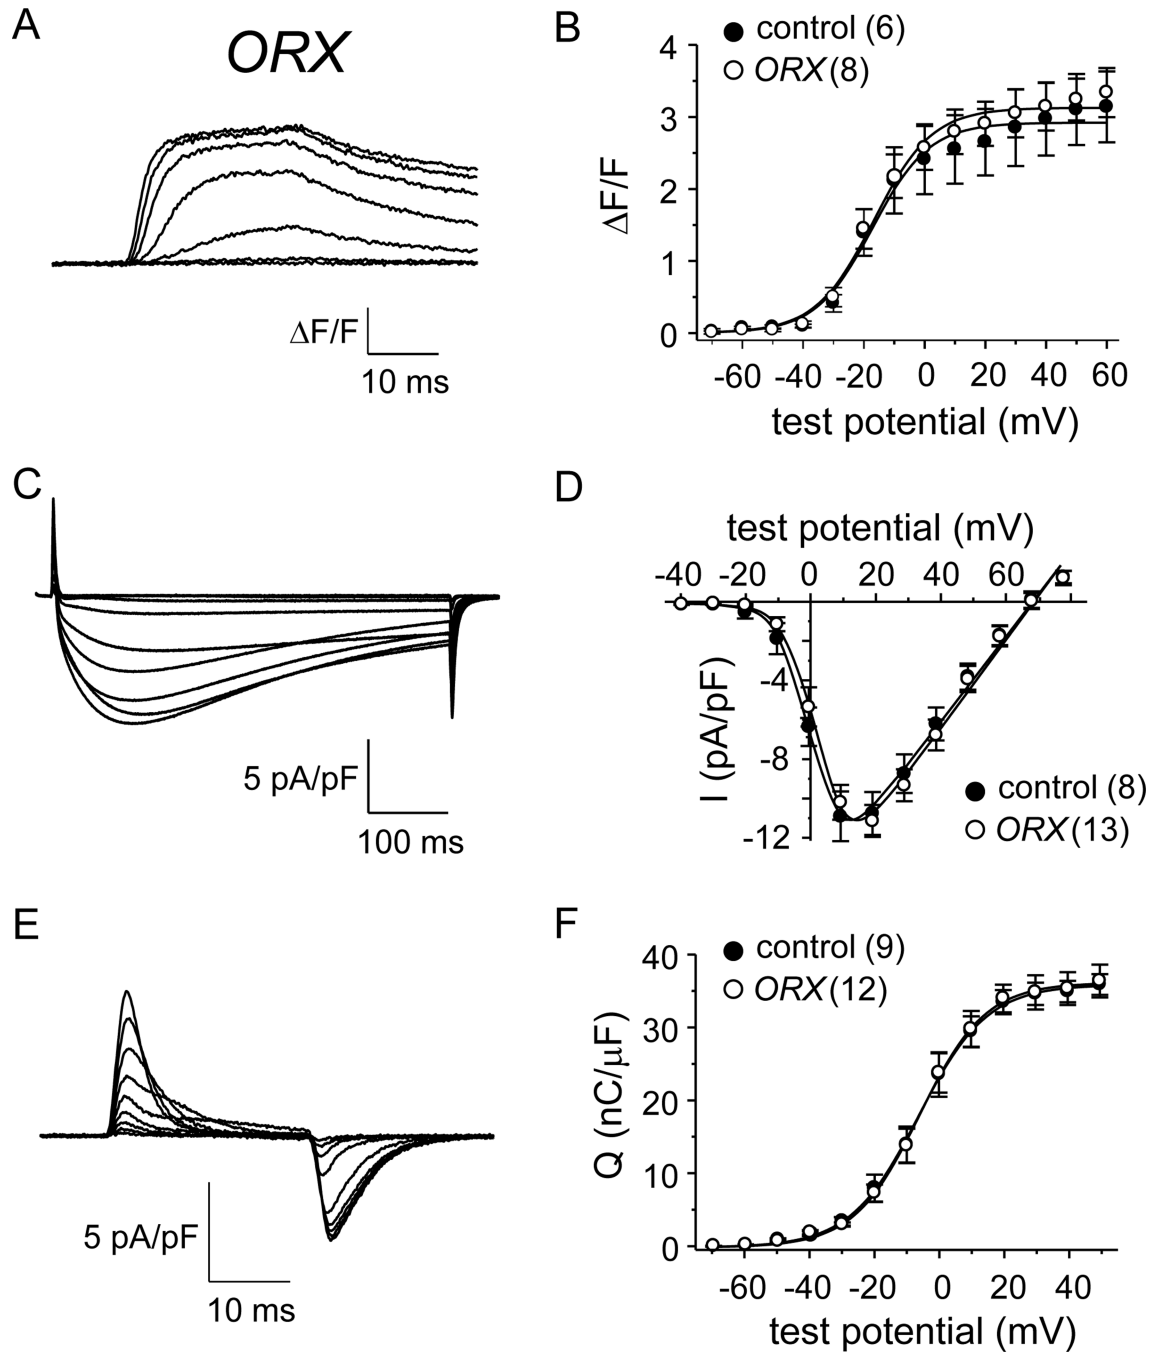 A
ORX
ΔF/F
10 ms
B
control (6)
ORX (8)
4
3
2
1
0
ΔF/F
-60 -40 -20 0 20 40 60
test potential (mV)
C
5 pA/pF
100 ms
D
test potential (mV)
-40 -20 0 20 40 60
-4
-8
-12
I (pA/pF)
control (8)
ORX (13)
E
5 pA/pF
10 ms
F
control (9)
ORX (12)
40
30
20
10
0
Q (nC/µF)
-60 -40 -20 0 20 40
test potential (mV)